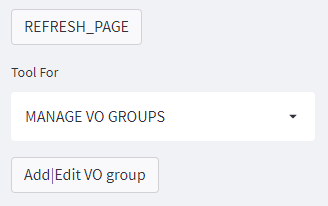 REFRESH_PAGE
Tool For
MANAGE VO GROUPS
Add|Edit VO group